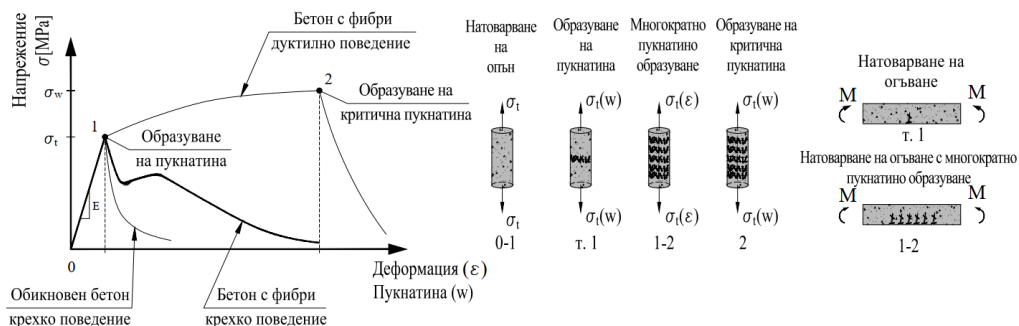 Напрежение
σ[MPa]
σw
σt
1
2
E
0
Бетон с фибри
дуктилно поведение
Образуване на
критична пукнатина
Образуване
на пукнатина
Деформация (ε)
Пукнатина (w)
Обикновен бетон
крехко поведение
Бетон с фибри
крехко поведение
Натоварване
на
опън
σt
σt
0-1
Образуване
на
пукнатина
σt(w)
σt(w)
т. 1
Многократно
пукнатино
образуване
σt(ε)
σt(ε)
1-2
Образуване на
критична
пукнатина
σt(w)
σt(w)
2
Натоварване на
огъване
M
M
т. 1
Натоварване на огъване с многократно
пукнатино образуване
M
M
1-2